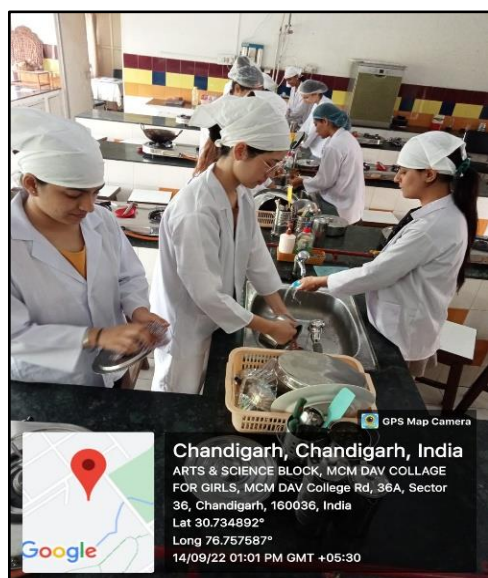 GPS Map Camera
Chandigarh, Chandigarh, India
ARTS & SCIENCE BLOCK, MCM DAV COLLAGE
FOR GIRLS, MCM DAV College Rd, 36A, Sector
36, Chandigarh, 160036, India
Lat 30.734892°
Long 76.757587°
14/09/22 01:01 PM GMT +05:30
Google